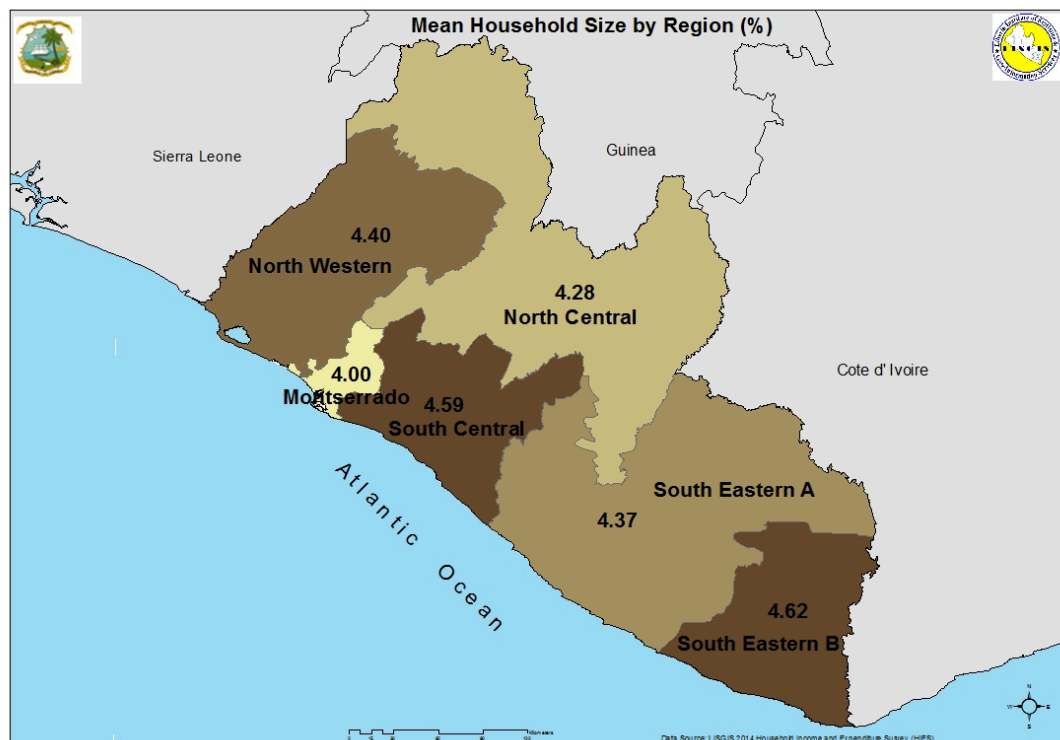 Mean Household Size by Region (%)
LISGIS
Sierra Leone
Guinea
4.40
North Western
4.28
North Central
Cote d' Ivoire
4.00
Montserrado
4.59
South Central
South Eastern A
4.37
Atlantic Ocean
4.62
South Eastern B
N
W E
S
Kilometers
Data Source: LISGIS 2014 Household Income and Expenditure Survey (HIES)